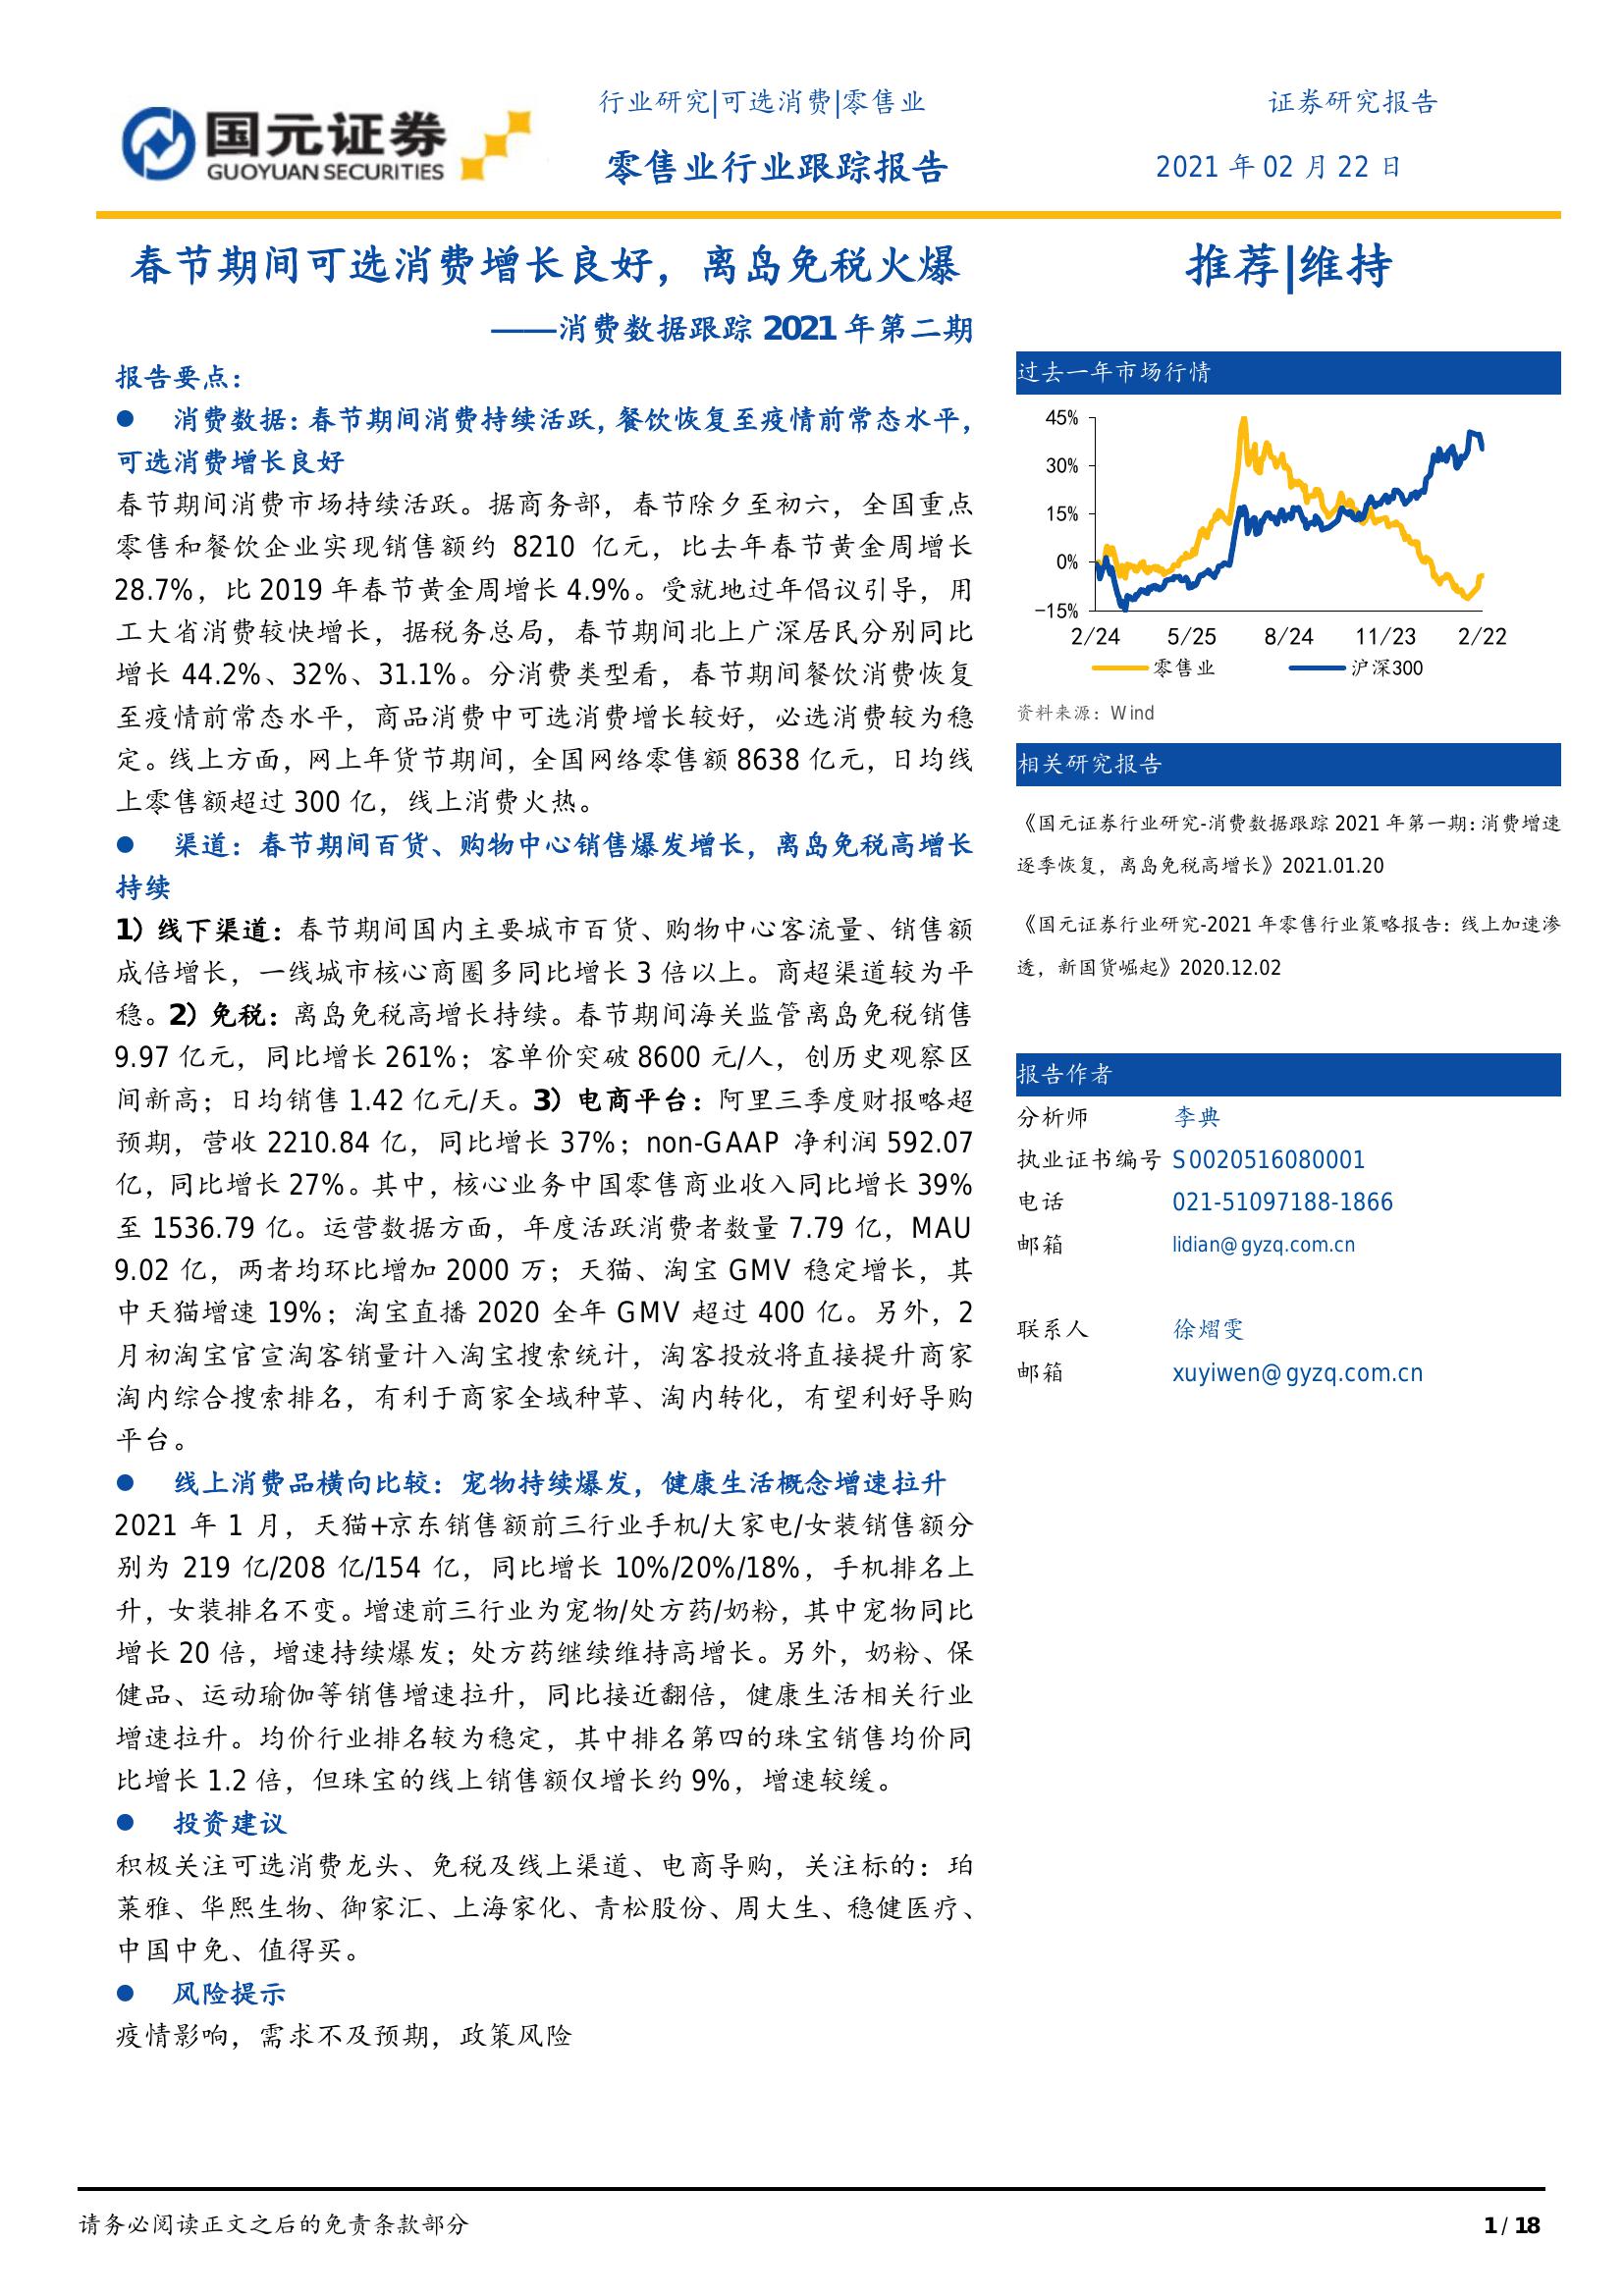 国元证券
GUOYUAN SECURITIES
行业研究|可选消费|零售业
证券研究报告
零售业行业跟踪报告
2021 年 02 月 22 日
春节期间可选消费增长良好，离岛免税火爆
——消费数据跟踪 2021 年第二期
报告要点：
● 消费数据：春节期间消费持续活跃，餐饮恢复至疫情前常态水平，
可选消费增长良好
春节期间消费市场持续活跃。据商务部，春节除夕至初六，全国重点
零售和餐饮企业实现销售额约 8210 亿元，比去年春节黄金周增长
28.7%，比 2019 年春节黄金周增长 4.9%。受就地过年倡议引导，用
工大省消费较快增长，据税务总局，春节期间北上广深居民分别同比
增长 44.2%、32%、31.1%。分消费类型看，春节期间餐饮消费恢复
至疫情前常态水平，商品消费中可选消费增长较好，必选消费较为稳
定。线上方面，网上年货节期间，全国网络零售额 8638 亿元，日均线
上零售额超过 300 亿，线上消费火热。
● 渠道：春节期间百货、购物中心销售爆发增长，离岛免税高增长
持续
1）线下渠道：春节期间国内主要城市百货、购物中心客流量、销售额
成倍增长，一线城市核心商圈多同比增长 3 倍以上。商超渠道较为平
稳。2）免税：离岛免税高增长持续。春节期间海关监管离岛免税销售
9.97 亿元，同比增长 261%；客单价突破 8600 元/人，创历史观察区
间新高；日均销售 1.42 亿元/天。3）电商平台：阿里三季度财报略超
预期，营收 2210.84 亿，同比增长 37%；non-GAAP 净利润 592.07
亿，同比增长 27%。其中，核心业务中国零售商业收入同比增长 39%
至 1536.79 亿。运营数据方面，年度活跃消费者数量 7.79 亿，MAU
9.02 亿，两者均环比增加 2000 万；天猫、淘宝 GMV 稳定增长，其
中天猫增速 19%；淘宝直播 2020 全年 GMV 超过 400 亿。另外，2
月初淘宝官宣淘客销量计入淘宝搜索统计，淘客投放将直接提升商家
淘内综合搜索排名，有利于商家全域种草、淘内转化，有望利好导购
平台。
● 线上消费品横向比较：宠物持续爆发，健康生活概念增速拉升
2021 年 1 月，天猫+京东销售额前三行业手机/大家电/女装销售额分
别为 219 亿/208 亿/154 亿，同比增长 10%/20%/18%，手机排名上
升，女装排名不变。增速前三行业为宠物/处方药/奶粉，其中宠物同比
增长 20 倍，增速持续爆发；处方药继续维持高增长。另外，奶粉、保
健品、运动瑜伽等销售增速拉升，同比接近翻倍，健康生活相关行业
增速拉升。均价行业排名较为稳定，其中排名第四的珠宝销售均价同
比增长 1.2 倍，但珠宝的线上销售额仅增长约 9%，增速较缓。
● 投资建议
积极关注可选消费龙头、免税及线上渠道、电商导购，关注标的：珀
莱雅、华熙生物、御家汇、上海家化、青松股份、周大生、稳健医疗、
中国中免、值得买。
● 风险提示
疫情影响，需求不及预期，政策风险
推荐|维持
过去一年市场行情
45%
30%
15%
0%
-15%
2/24 5/25 8/24 11/23 2/22
零售业 沪深300
资料来源：Wind
相关研究报告
《国元证券行业研究-消费数据跟踪 2021 年第一期：消费增速
逐季恢复，离岛免税高增长》2021.01.20
《国元证券行业研究-2021 年零售行业策略报告：线上加速渗
透，新国货崛起》2020.12.02
报告作者
分析师 李典
执业证书编号 S0020516080001
电话 021-51097188-1866
邮箱 lidian@gyzq.com.cn
联系人 徐熠雯
邮箱 xuyiwen@gyzq.com.cn
请务必阅读正文之后的免责条款部分
1 / 18